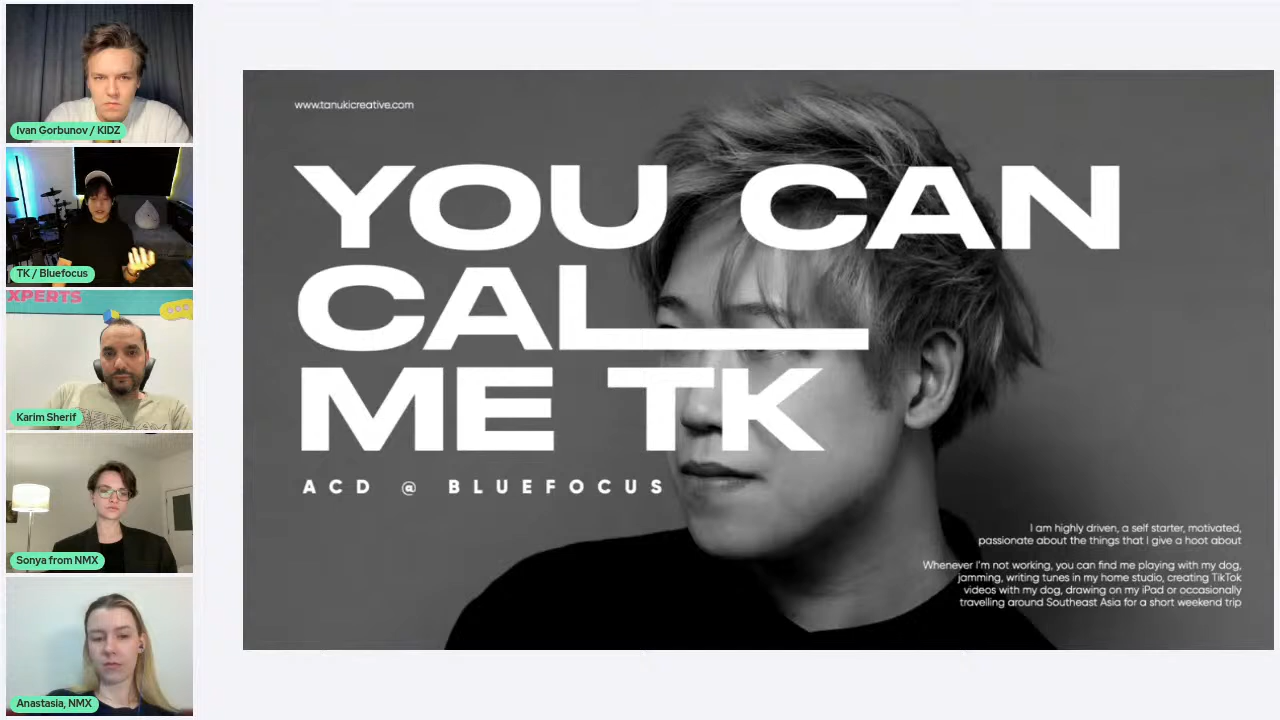 Ivan Gorbunov / KIDZ
TK / Bluefocus
XPERTS
Karim Sherif
Sonya from NMX
Anastasia, NMX
www.tanukicreative.com
YOU CAN
CALL
ME TK
ACD @ BLUEFOCUS
I am highly driven, a self starter, motivated,
passionate about the things that I give a hoot about
Whenever I'm not working, you can find me playing with my dog,
jamming, writing tunes in my home studio, creating TikTok
videos with my dog, drawing on my iPad or occasionally
travelling around Southeast Asia for a short weekend trip